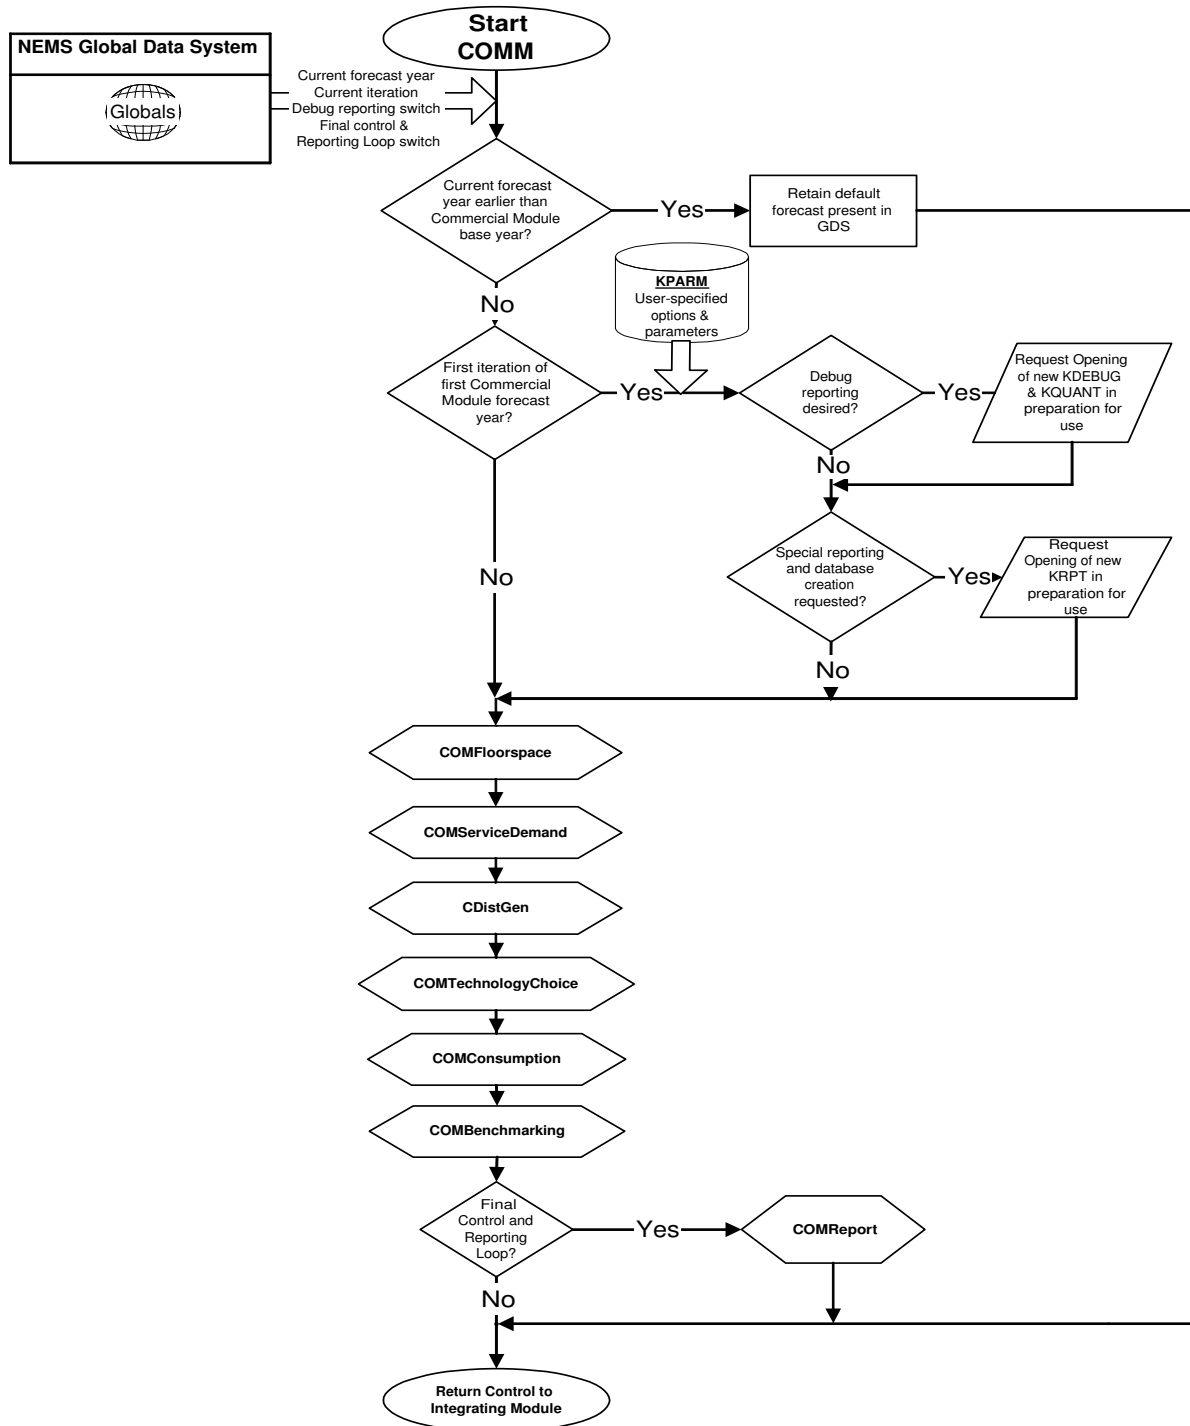 Start
COMM
NEMS Global Data System
Globals
Current forecast year
Current iteration
Debug reporting switch
Final control &
Reporting Loop switch
Current forecast
year earlier than
Commercial Module
base year?
Yes
Retain default
forecast present in
GDS
No
KPARM
User-specified
options &
parameters
First iteration of
first Commercial
Module forecast
year?
Yes
Debug
reporting
desired?
Yes
Request Opening
of new KDEBUG
& KQUANT in
preparation for
use
No
Special reporting
and database
creation
requested?
Yes
Request
Opening of new
KRPT in
preparation for
use
No
No
COMFloorspace
COMServiceDemand
CDistGen
COMTechnologyChoice
COMConsumption
COMBenchmarking
Final
Control and
Reporting
Loop?
Yes
COMReport
No
Return Control to
Integrating Module